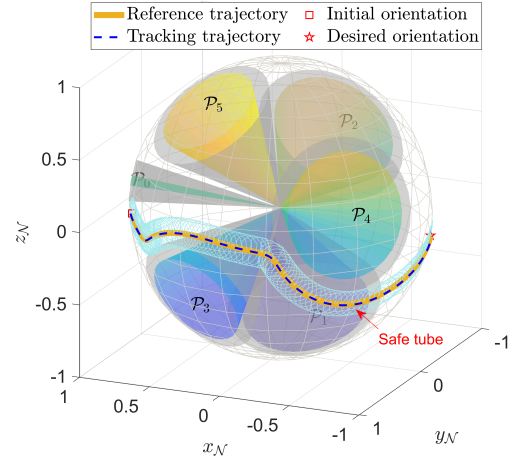 Reference trajectory
Initial orientation
Tracking trajectory
Desired orientation
1
0.5
0
-0.5
-1
z𝒩
𝒫5
𝒫2
𝒫0
𝒫4
𝒫3
𝒫1
Safe tube
1
0.5
0
-0.5
-1
x𝒩
1
0
-1
y𝒩